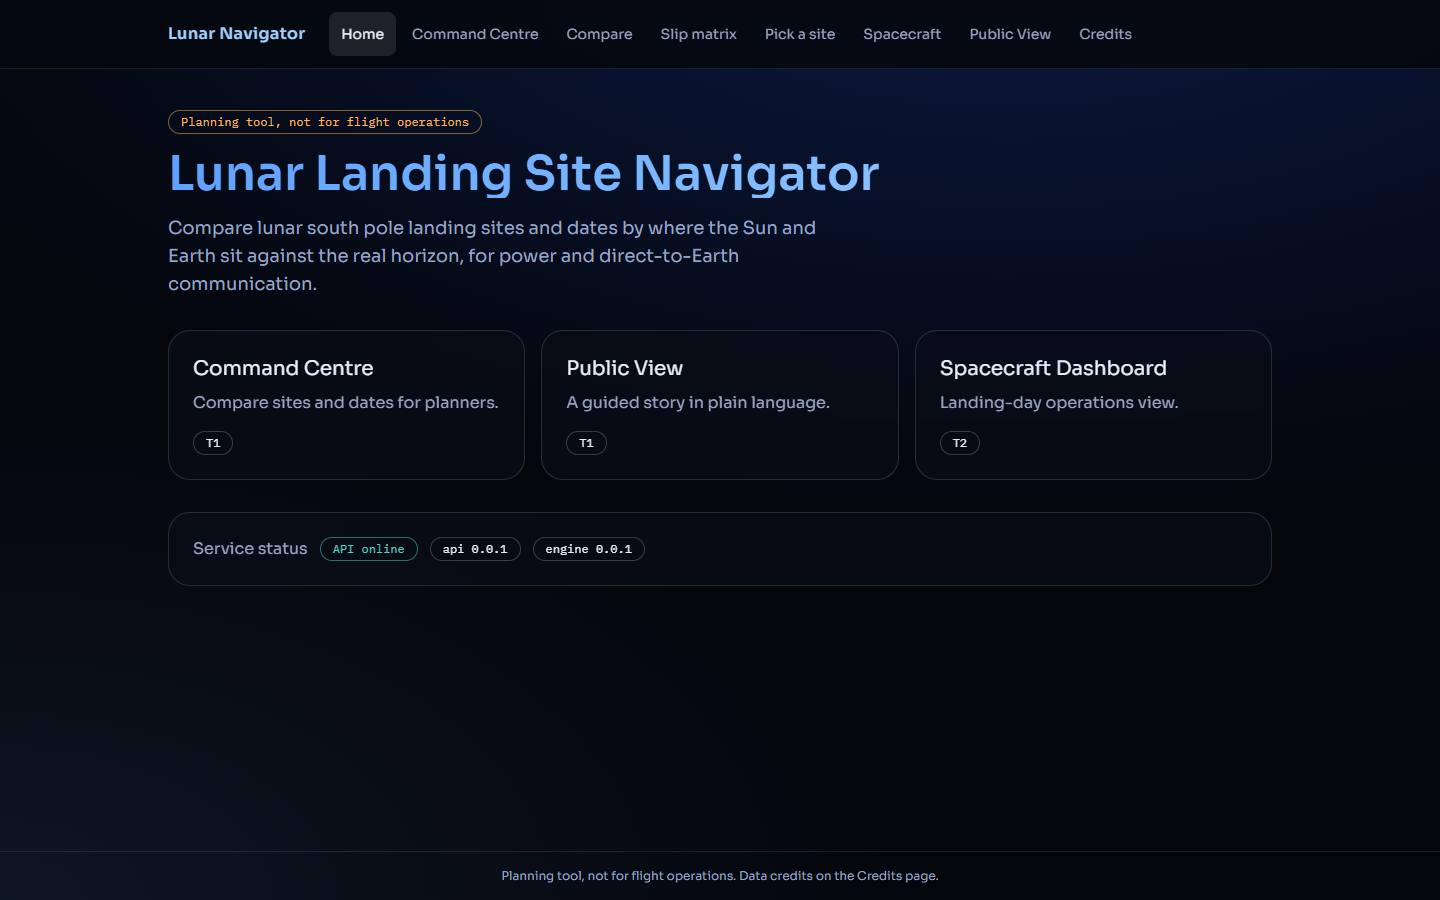 Lunar Navigator Home Command Centre Compare Slip matrix Pick a site Spacecraft Public View Credits
Planning tool, not for flight operations
Lunar Landing Site Navigator
Compare lunar south pole landing sites and dates by where the Sun and
Earth sit against the real horizon, for power and direct-to-Earth
communication.
Command Centre
Compare sites and dates for planners.
T1
Public View
A guided story in plain language.
T1
Spacecraft Dashboard
Landing-day operations view.
T2
Service status API online api 0.0.1 engine 0.0.1
Planning tool, not for flight operations. Data credits on the Credits page.